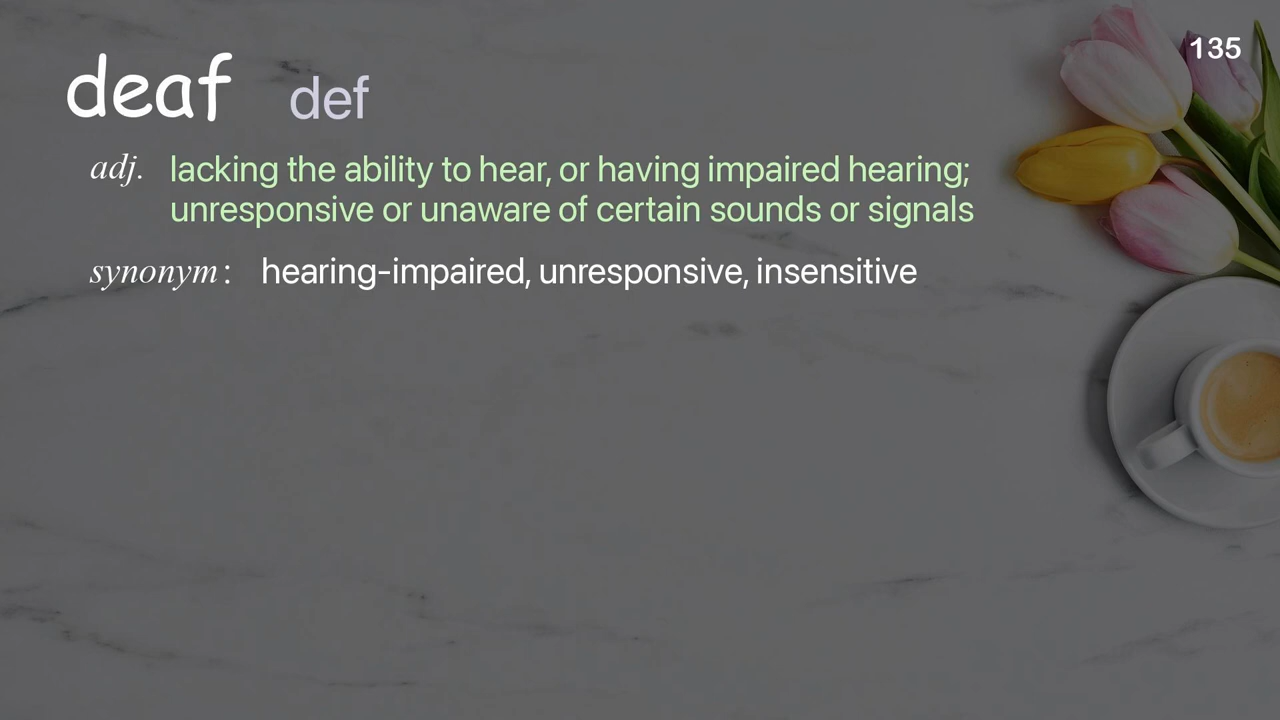 135
deaf def
adj. lacking the ability to hear, or having impaired hearing;
unresponsive or unaware of certain sounds or signals
synonym: hearing-impaired, unresponsive, insensitive